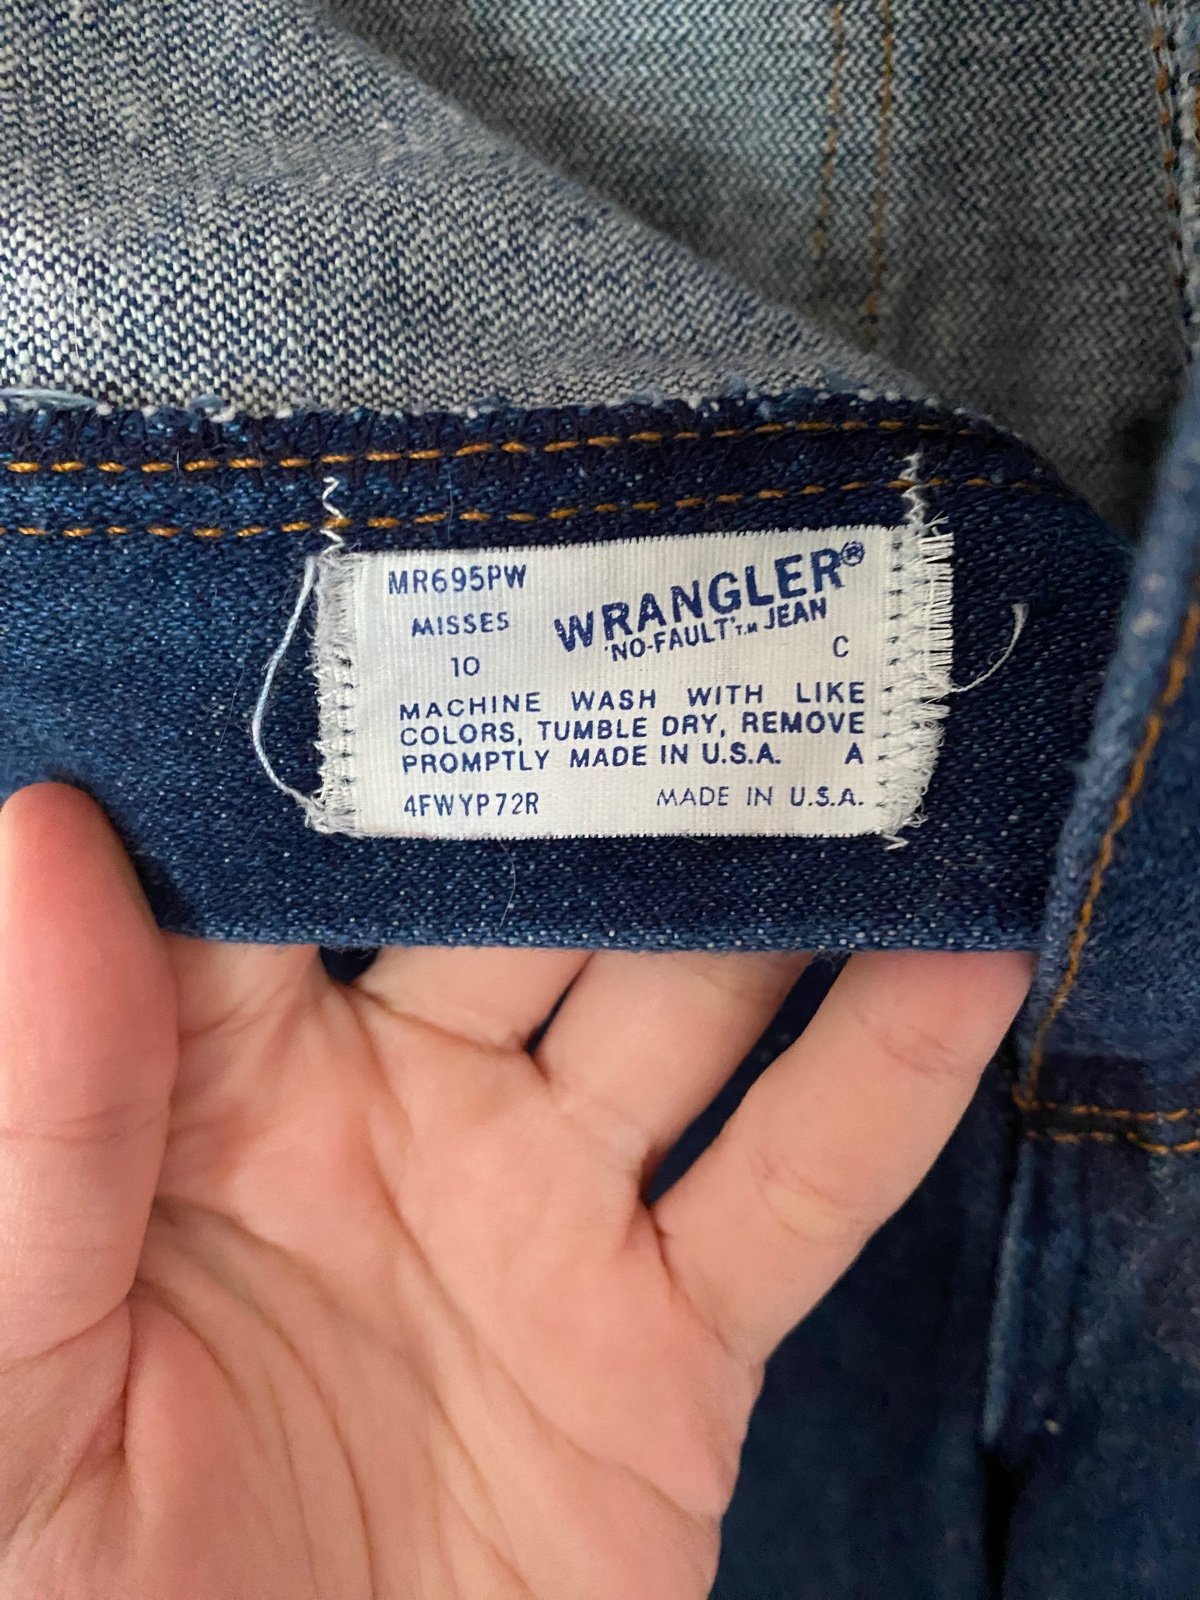 MR695PW
MISSES
10
WRANGLER®
'NO-FAULT'T.M. JEAN
C
MACHINE WASH WITH LIKE
COLORS, TUMBLE DRY, REMOVE
PROMPTLY MADE IN U.S.A. A
4FWYP72R MADE IN U.S.A.